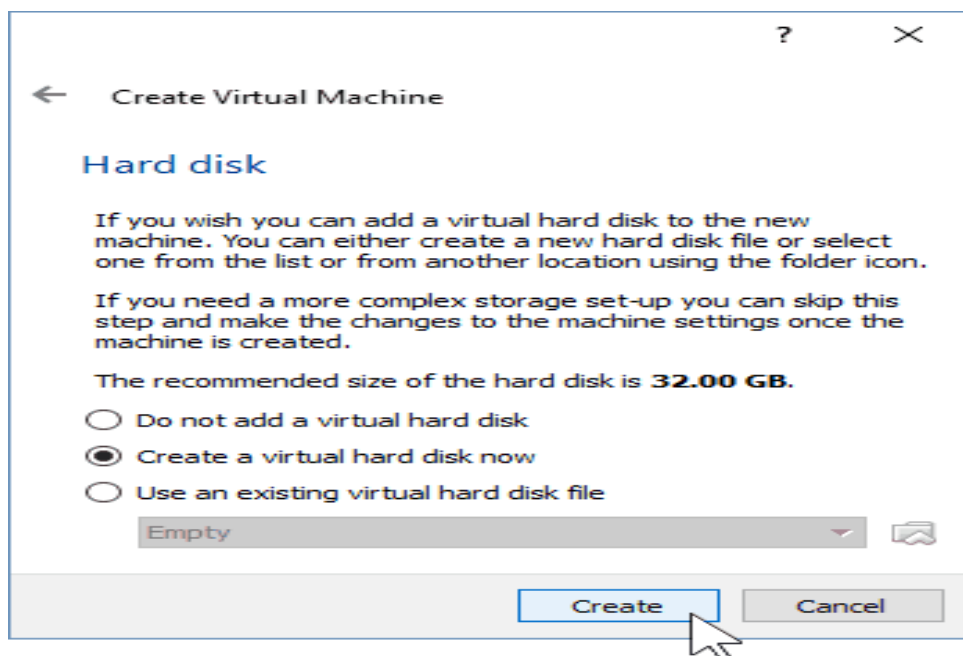 ?
Create Virtual Machine
Hard disk
If you wish you can add a virtual hard disk to the new
machine. You can either create a new hard disk file or select
one from the list or from another location using the folder icon.
If you need a more complex storage set-up you can skip this
step and make the changes to the machine settings once the
machine is created.
The recommended size of the hard disk is 32.00 GB.
Do not add a virtual hard disk
Create a virtual hard disk now
Use an existing virtual hard disk file
Empty
Create Cancel